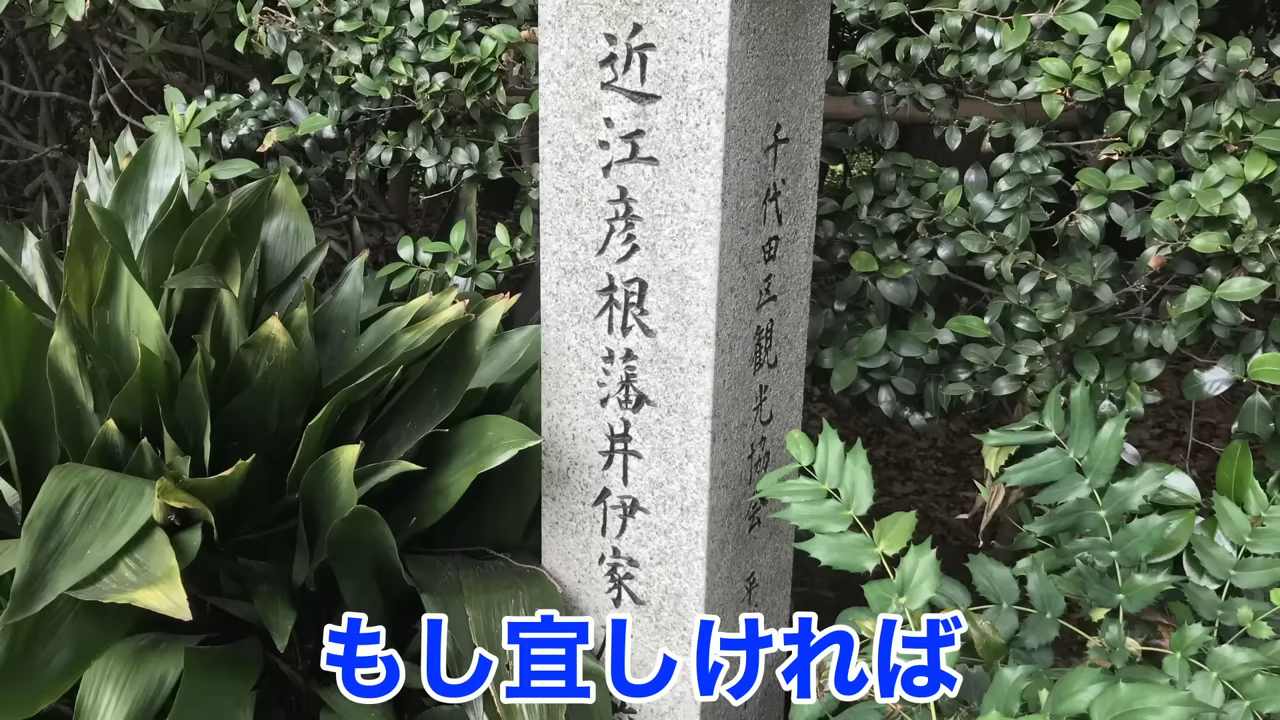 近江彦根藩井伊家
千代田区観光協会
もし宜しければ